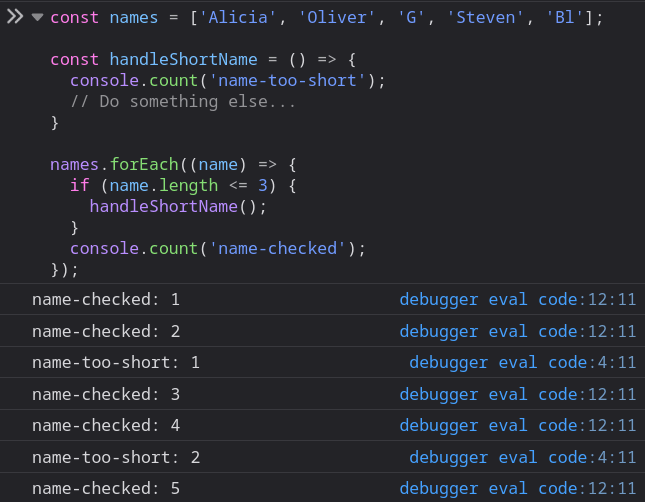 const names = ['Alicia', 'Oliver', 'G', 'Steven', 'Bl'];

const handleShortName = () => {
  console.count('name-too-short');
  // Do something else...
}

names.forEach((name) => {
  if (name.length <= 3) {
    handleShortName();
  }
  console.count('name-checked');
});
name-checked: 1 debugger eval code:12:11
name-checked: 2 debugger eval code:12:11
name-too-short: 1 debugger eval code:4:11
name-checked: 3 debugger eval code:12:11
name-checked: 4 debugger eval code:12:11
name-too-short: 2 debugger eval code:4:11
name-checked: 5 debugger eval code:12:11